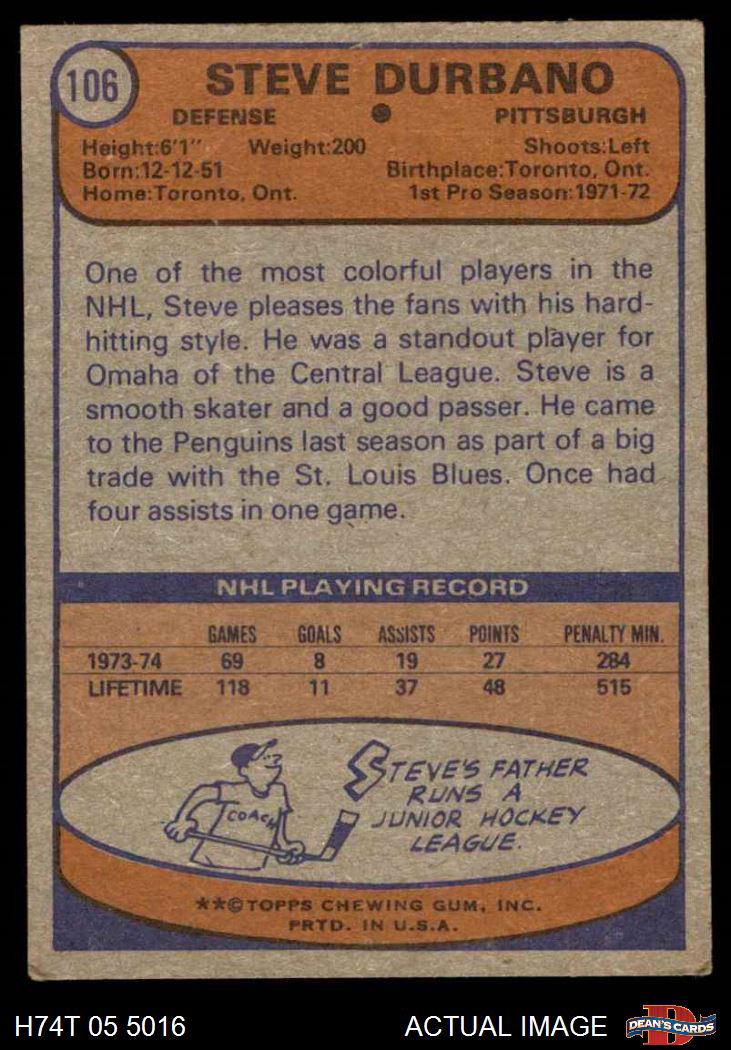 106
STEVE DURBANO
DEFENSE PITTSBURGH
Height:6'1" Weight:200 Shoots:Left
Born:12-12-51 Birthplace:Toronto, Ont.
Home:Toronto, Ont. 1st Pro Season:1971-72
One of the most colorful players in the
NHL, Steve pleases the fans with his hard-
hitting style. He was a standout player for
Omaha of the Central League. Steve is a
smooth skater and a good passer. He came
to the Penguins last season as part of a big
trade with the St. Louis Blues. Once had
four assists in one game.
NHL PLAYING RECORD
GAMES GOALS ASSISTS POINTS PENALTY MIN.
1973-74 69 8 19 27 284
LIFETIME 118 11 37 48 515
COACH
STEVE'S FATHER
RUNS A
JUNIOR HOCKEY
LEAGUE.
**©TOPPS CHEWING GUM, INC.
PRTD. IN U.S.A.
H74T 05 5016 ACTUAL IMAGE
D
DEAN'S CARDS